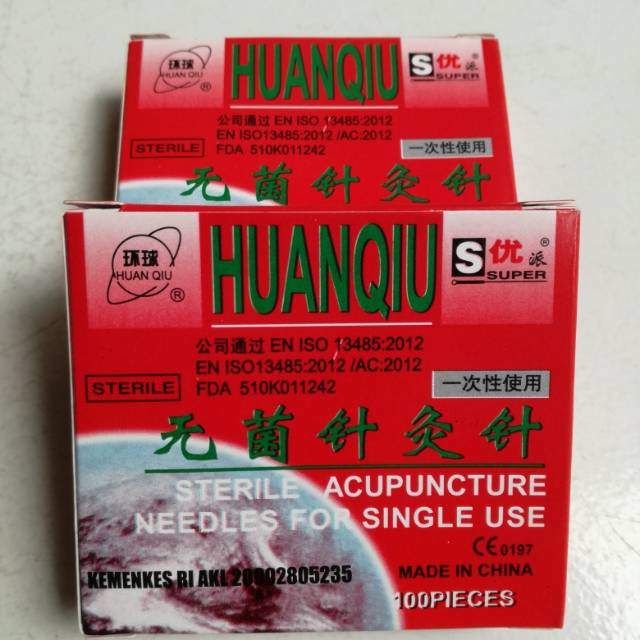 环球
HUAN QIU
®
HUANQIU
S优派
SUPER
公司通过 EN ISO 13485:2012
EN ISO13485:2012 /AC:2012
STERILE
FDA 510K011242
一次性使用
无菌针灸针
环球
HUAN QIU
®
HUANQIU
S优派®
SUPER
公司通过 EN ISO 13485:2012
EN ISO13485:2012 /AC:2012
STERILE
FDA 510K011242
一次性使用
无菌针灸针
STERILE ACUPUNCTURE
NEEDLES FOR SINGLE USE
CE 0197
KEMENKES RI AKL 20902805235
MADE IN CHINA
100PIECES